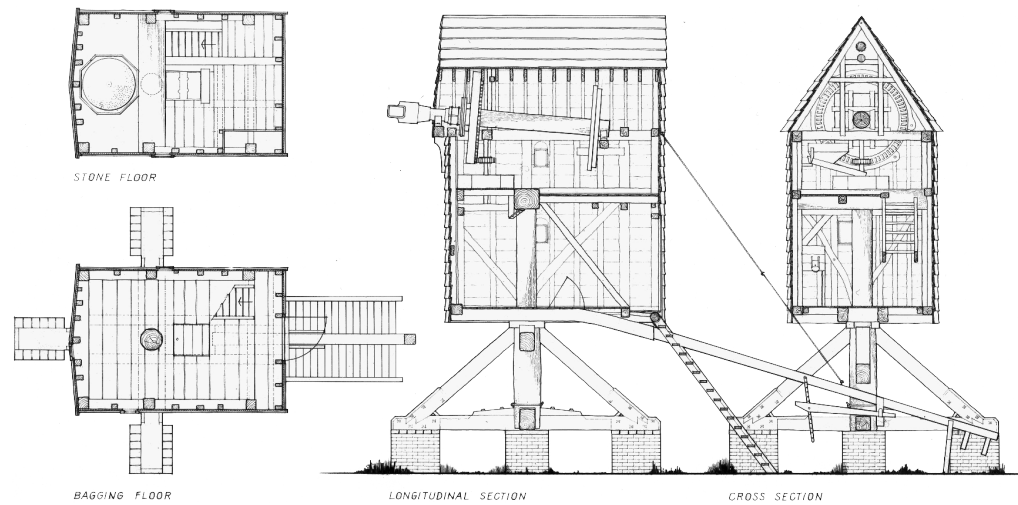 STONE FLOOR
BAGGING FLOOR
LONGITUDINAL SECTION
CROSS SECTION